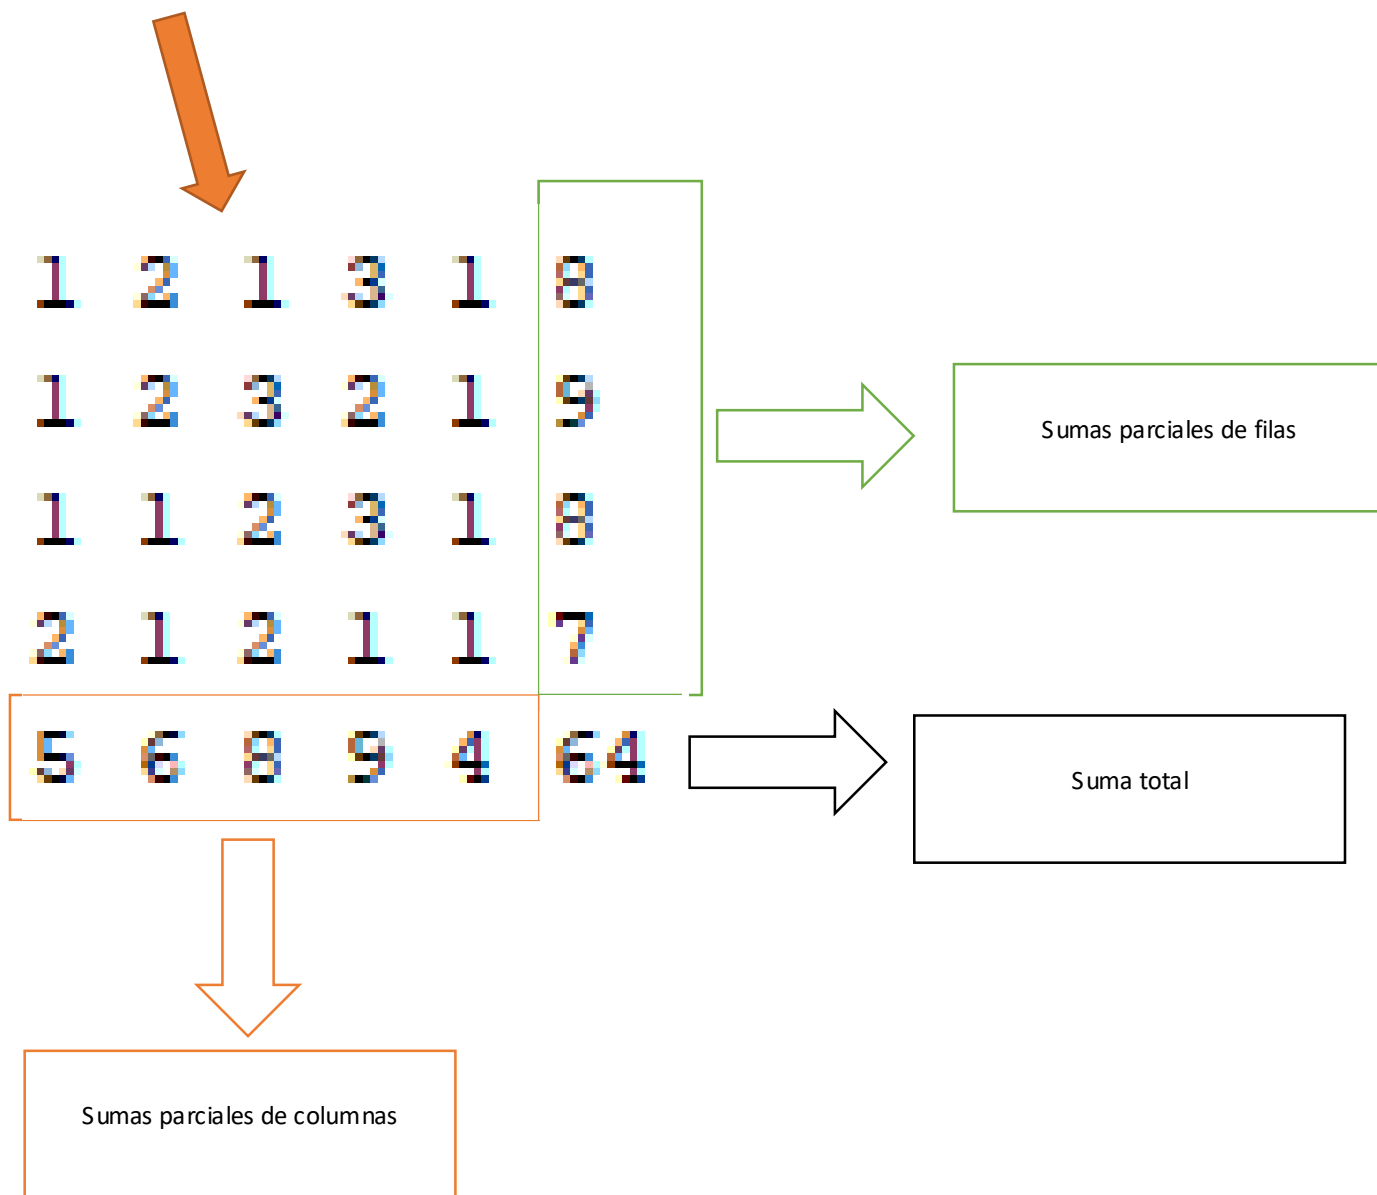 1 2 1 3 1 8
1 2 3 2 1 9
Sumas parciales de filas
1 1 2 3 1 8
2 1 2 1 1 7
5 6 8 9 4 64
Suma total
Sumas parciales de columnas